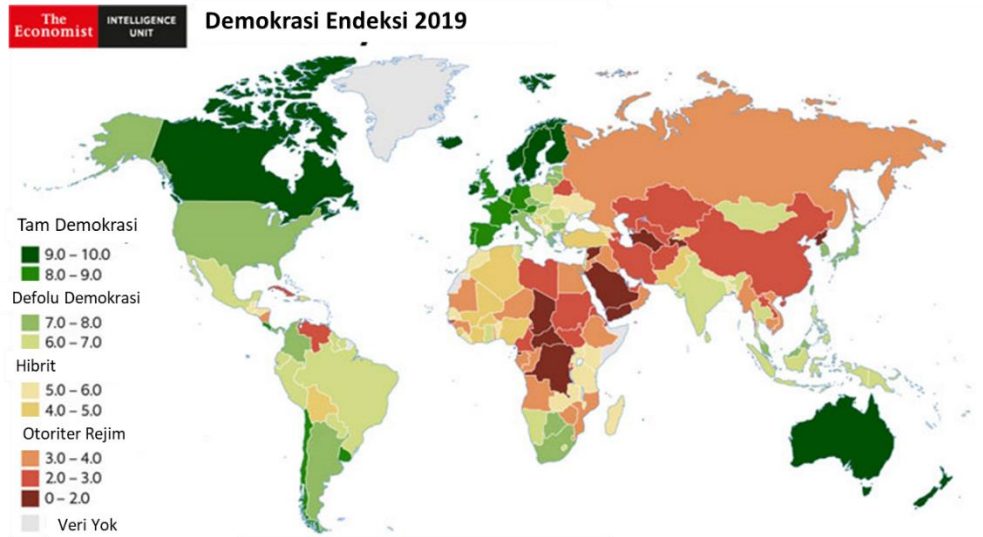 The
Economist
INTELLIGENCE
UNIT
Demokrasi Endeksi 2019
Tam Demokrasi
9.0 – 10.0
8.0 – 9.0
Defolu Demokrasi
7.0 – 8.0
6.0 – 7.0
Hibrit
5.0 – 6.0
4.0 – 5.0
Otoriter Rejim
3.0 – 4.0
2.0 – 3.0
0 – 2.0
Veri Yok